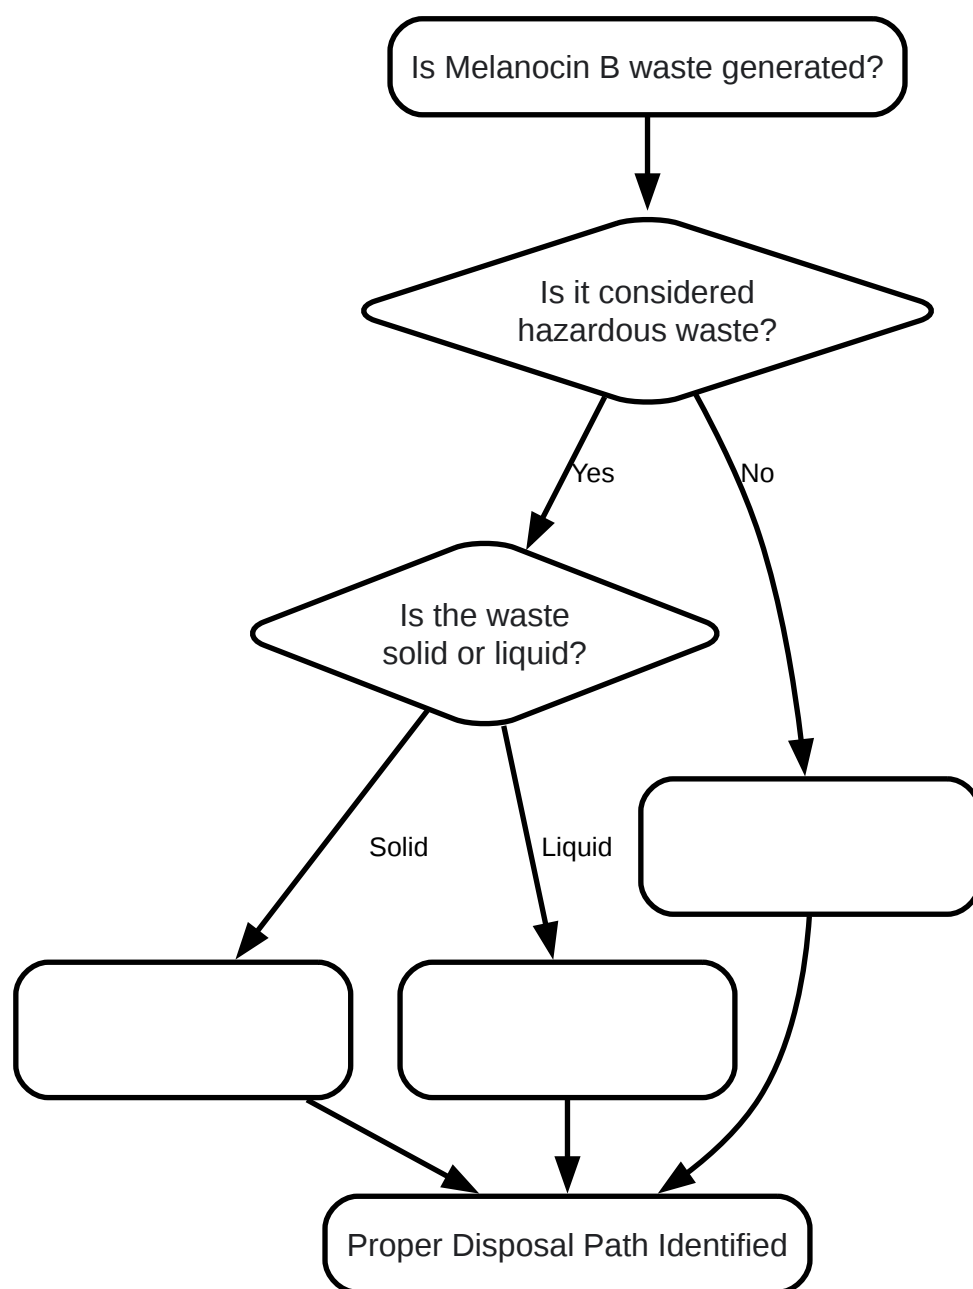 Is Melanocin B waste generated?
Is it considered
hazardous waste?
Yes
No
Is the waste
solid or liquid?
Solid
Liquid
Proper Disposal Path Identified